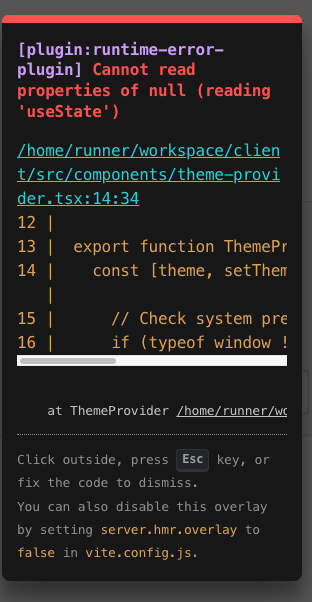 [plugin:runtime-error-
plugin] Cannot read
properties of null (reading
'useState')
/home/runner/workspace/clien
t/src/components/theme-provi
der.tsx:14:34
12 |
13 |  export function ThemePr
14 |    const [theme, setThem
   |
15 |      // Check system pre
16 |      if (typeof window !
at ThemeProvider /home/runner/wo
Click outside, press Esc key, or
fix the code to dismiss.
You can also disable this overlay
by setting server.hmr.overlay to
false in vite.config.js.